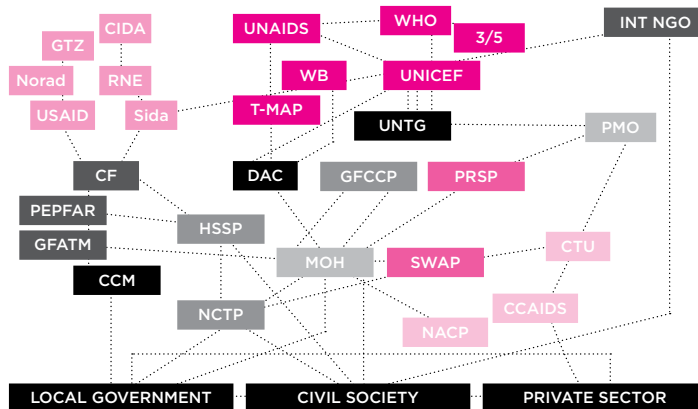 CIDA
UNAIDS
WHO
INT NGO
GTZ
3/5
Norad
RNE
WB
UNICEF
USAID
Sida
T-MAP
UNTG
PMO
CF
DAC
GFCCP
PRSP
PEPFAR
HSSP
GFATM
MOH
SWAP
CTU
CCM
NCTP
CCAIDS
NACP
LOCAL GOVERNMENT
CIVIL SOCIETY
PRIVATE SECTOR